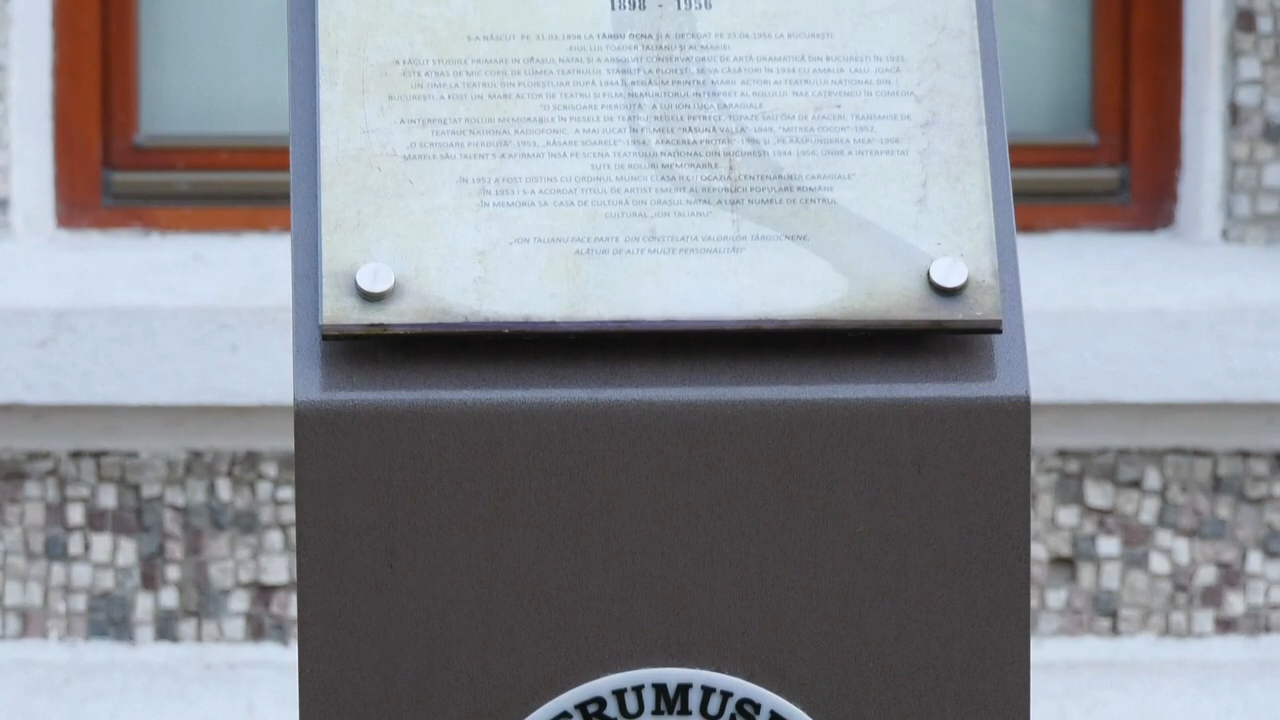 1898 - 1956
S-A NĂSCUT PE 31.03.1898 LA TÂRGU OCNA ȘI A DECEDAT PE 23.04.1956 LA BUCUREȘTI.
-FIUL LUI TOADER TALIANU ȘI AL MARIEI
-A FĂCUT STUDIILE PRIMARE IN ORAȘUL NATAL ȘI A ABSOLVIT CONSERVATORUL DE ARTĂ DRAMATICĂ DIN BUCUREȘTI ÎN 1921.
-ESTE ATRAS DE MIC COPIL DE LUMEA TEATRULUI. STABILIT LA PLOIEȘTI, SE VA CĂSĂTORI ÎN 1934 CU AMALIA LALU. JOACĂ
UN TIMP LA TEATRUL DIN PLOIEȘTI, IAR DUPĂ 1944 ÎL REGĂSIM PRINTRE MARII ACTORI AI TEATRULUI NAȚIONAL DIN
BUCUREȘTI. A FOST UN MARE ACTOR DE TEATRU ȘI FILM, NEMURITORUL INTERPRET AL ROLULUI NAE CAȚEVENCU ÎN COMEDIA
"O SCRISOARE PIERDUTĂ" A LUI ION LUCA CARAGIALE.
- A INTERPRETAT ROLURI MEMORABILE ÎN PIESELE DE TEATRU, REGELE PETRECE, TOPAZE SAU OM DE AFACERI, TRANSMISE DE
TEATRUL NATIONAL RADIOFONIC. A MAI JUCAT ÎN FILMELE "RĂSUNĂ VALEA"-1949, "MITREA COCOR"-1952,
„O SCRISOARE PIERDUTĂ"-1953, „RĂSARE SOARELE"-1954, AFACEREA PROTAR"-1956 ȘI „PE RĂSPUNDEREA MEA"-1956
-MARELE SĂU TALENT S-A AFIRMAT ÎNSĂ PE SCENA TEATRULUI NAȚIONAL DIN BUCUREȘTI 1944-1956, UNDE A INTERPRETAT
SUTE DE ROLURI MEMORABILE.
-ÎN 1952 A FOST DISTINS CU ORDINUL MUNCII CLASA II CU OCAZIA „CENTENARULUI CARAGIALE"
-ÎN 1953 I S-A ACORDAT TITLUL DE ARTIST EMERIT AL REPUBLICII POPULARE ROMÂNE
-ÎN MEMORIA SA CASA DE CULTURĂ DIN ORAȘUL NATAL A LUAT NUMELE DE CENTRUL
CULTURAL „ION TALIANU"
„ION TALIANU FACE PARTE DIN CONSTELAȚIA VALORILOR TÂRGOCNENE,
ALĂTURI DE ALTE MULTE PERSONALITĂȚI"